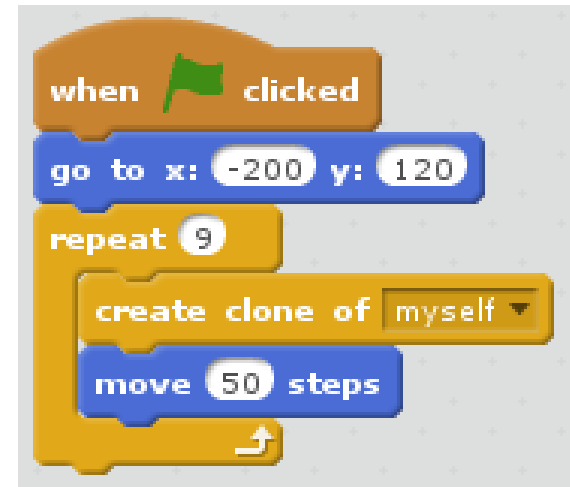 when clicked
go to x: -200 y: 120
repeat 9
create clone of myself
move 50 steps